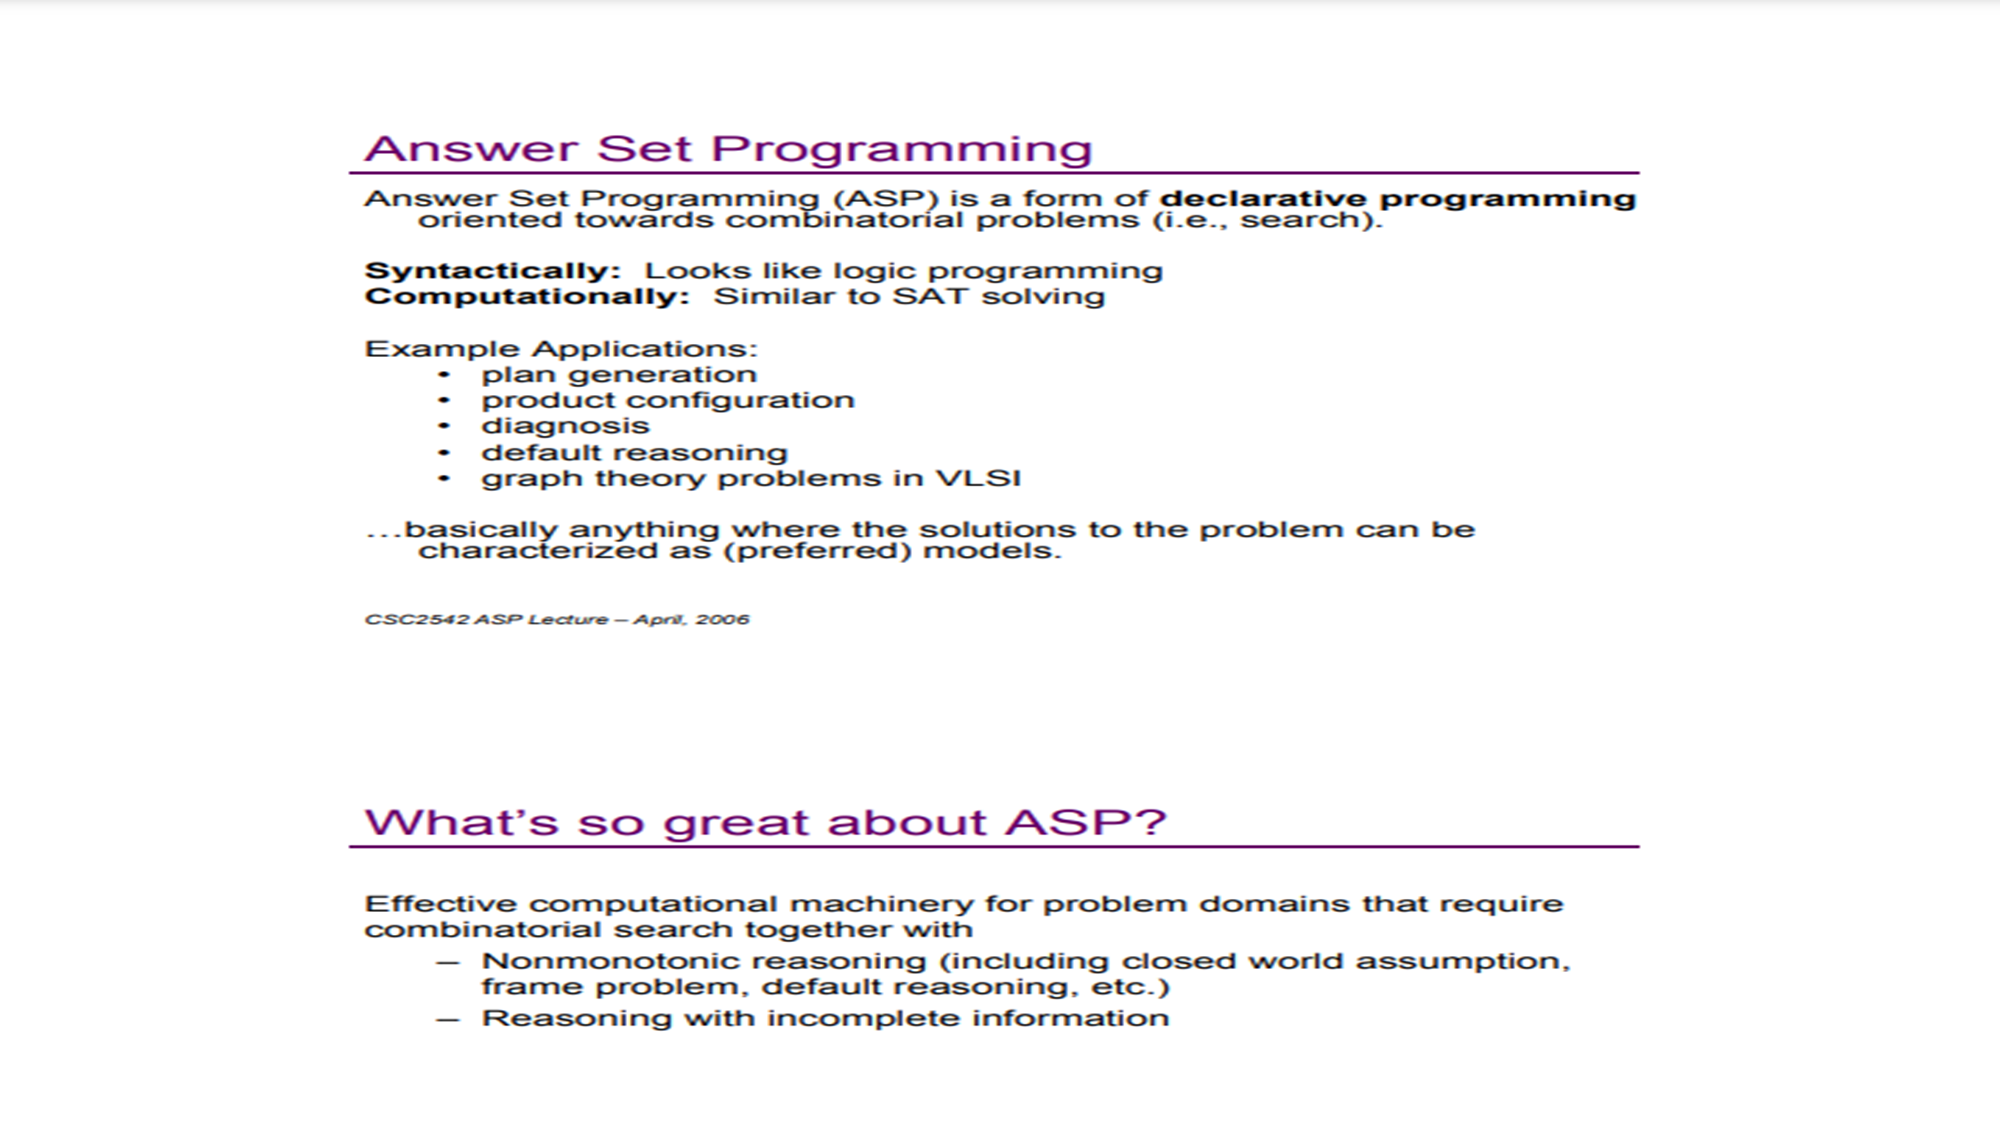 Answer Set Programming
Answer Set Programming (ASP) is a form of declarative programming
oriented towards combinatorial problems (i.e., search).
Syntactically: Looks like logic programming
Computationally: Similar to SAT solving
Example Applications:
• plan generation
• product configuration
• diagnosis
• default reasoning
• graph theory problems in VLSI
…basically anything where the solutions to the problem can be
characterized as (preferred) models.
CSC2542 ASP Lecture – April, 2006
What's so great about ASP?
Effective computational machinery for problem domains that require
combinatorial search together with
– Nonmonotonic reasoning (including closed world assumption,
frame problem, default reasoning, etc.)
– Reasoning with incomplete information